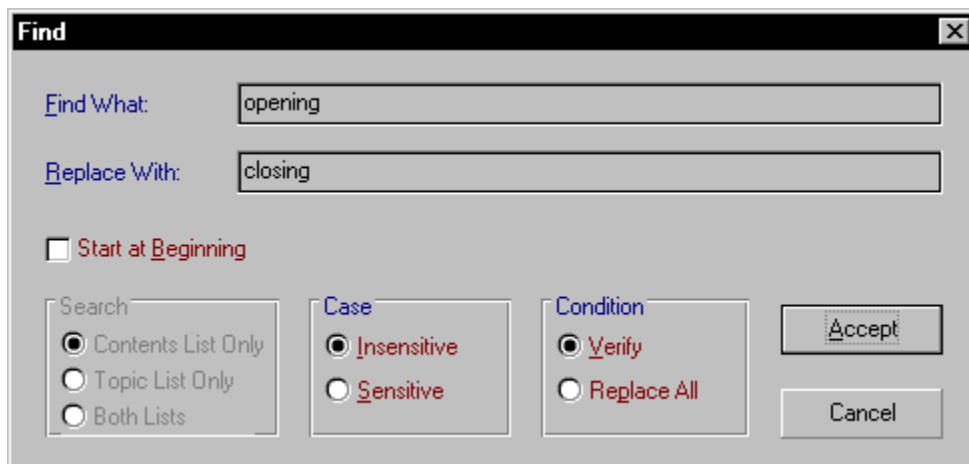 Find
Find What: opening
Replace With: closing
Start at Beginning
Search
Contents List Only
Topic List Only
Both Lists
Case
Insensitive
Sensitive
Condition
Verify
Replace All
Accept
Cancel